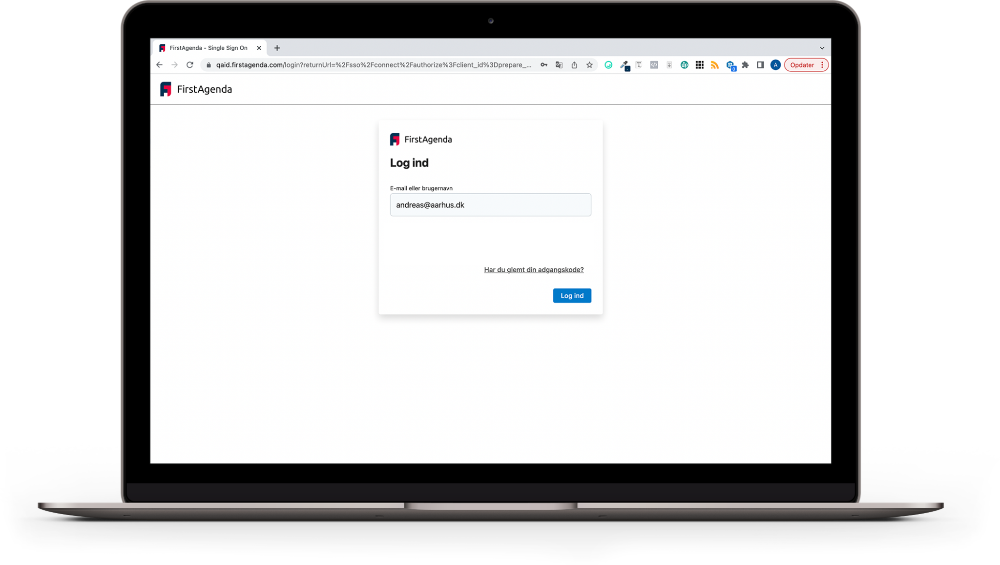 FirstAgenda - Single Sign On
qaid.firstagenda.com/login?returnUrl=%2Fsso%2Fconnect%2Fauthorize%3Fclient_id%3Dprepare_...
A
Opdater
FirstAgenda
FirstAgenda
Log ind
E-mail eller brugernavn
andreas@aarhus.dk
Har du glemt din adgangskode?
Log ind